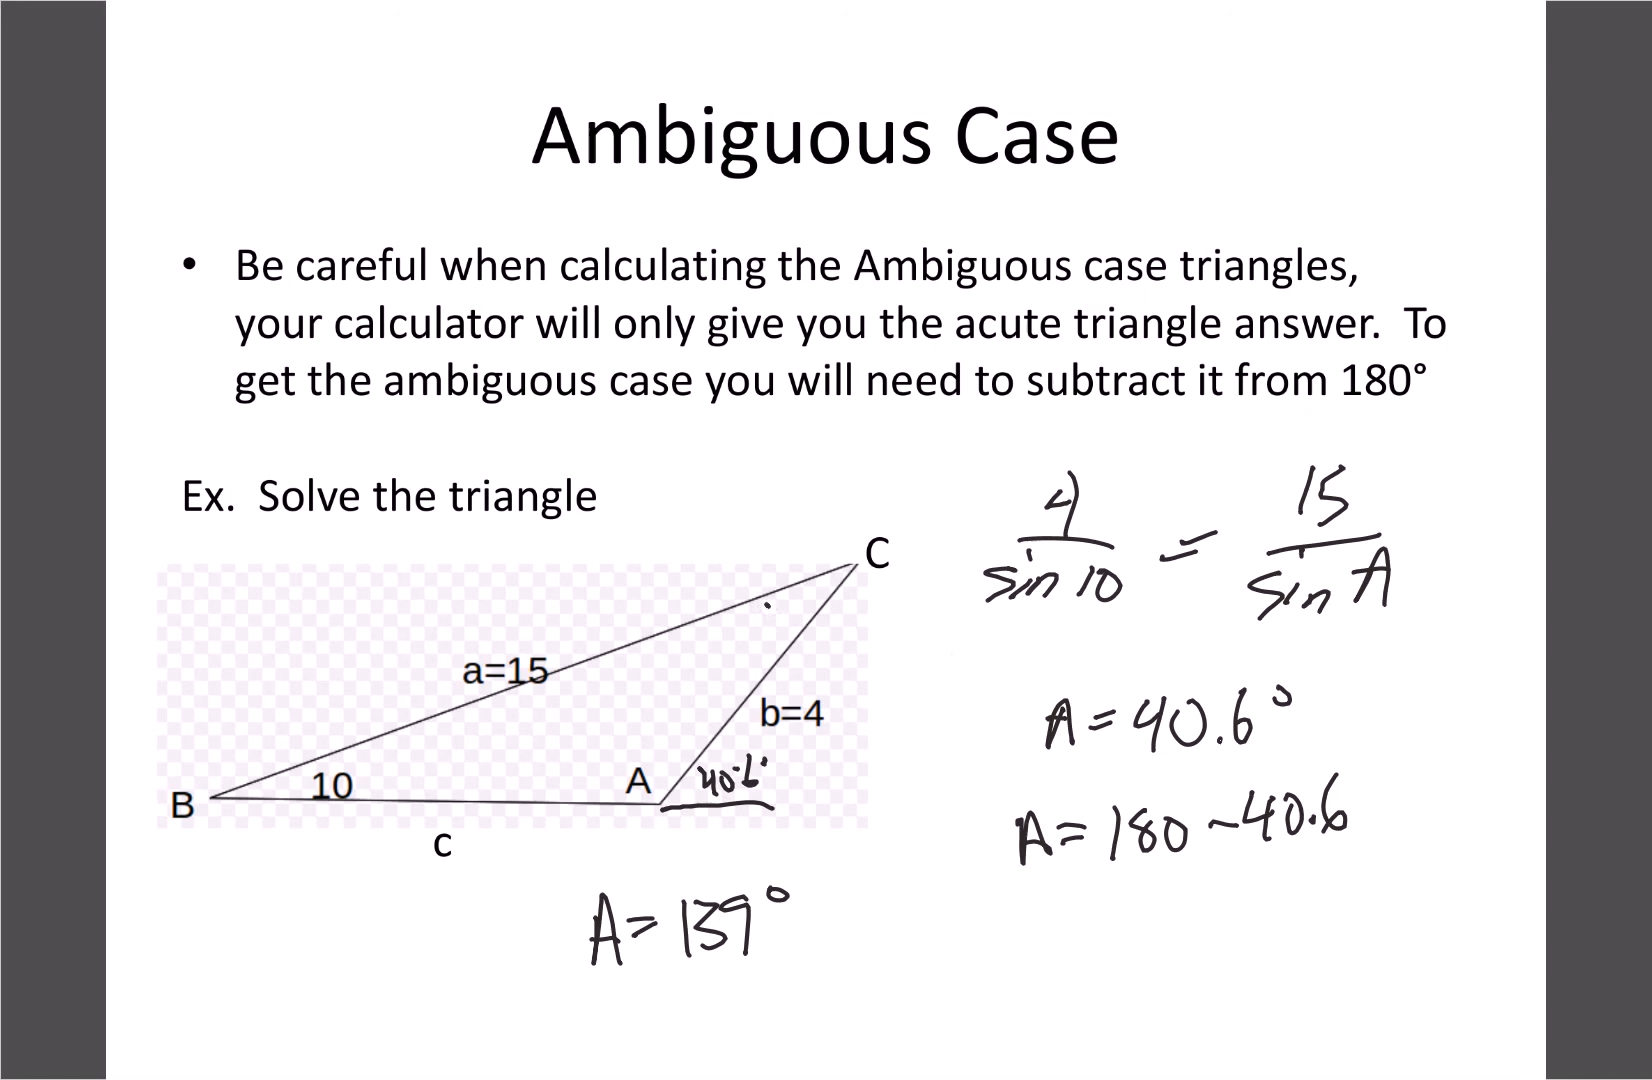 Ambiguous Case
• Be careful when calculating the Ambiguous case triangles,
your calculator will only give you the acute triangle answer. To
get the ambiguous case you will need to subtract it from 180°
Ex. Solve the triangle
4/sin 10 = 15/sin A
C
a=15
b=4
A = 40.6°
B
10
A
40.6°
c
A = 180 - 40.6
A = 139°